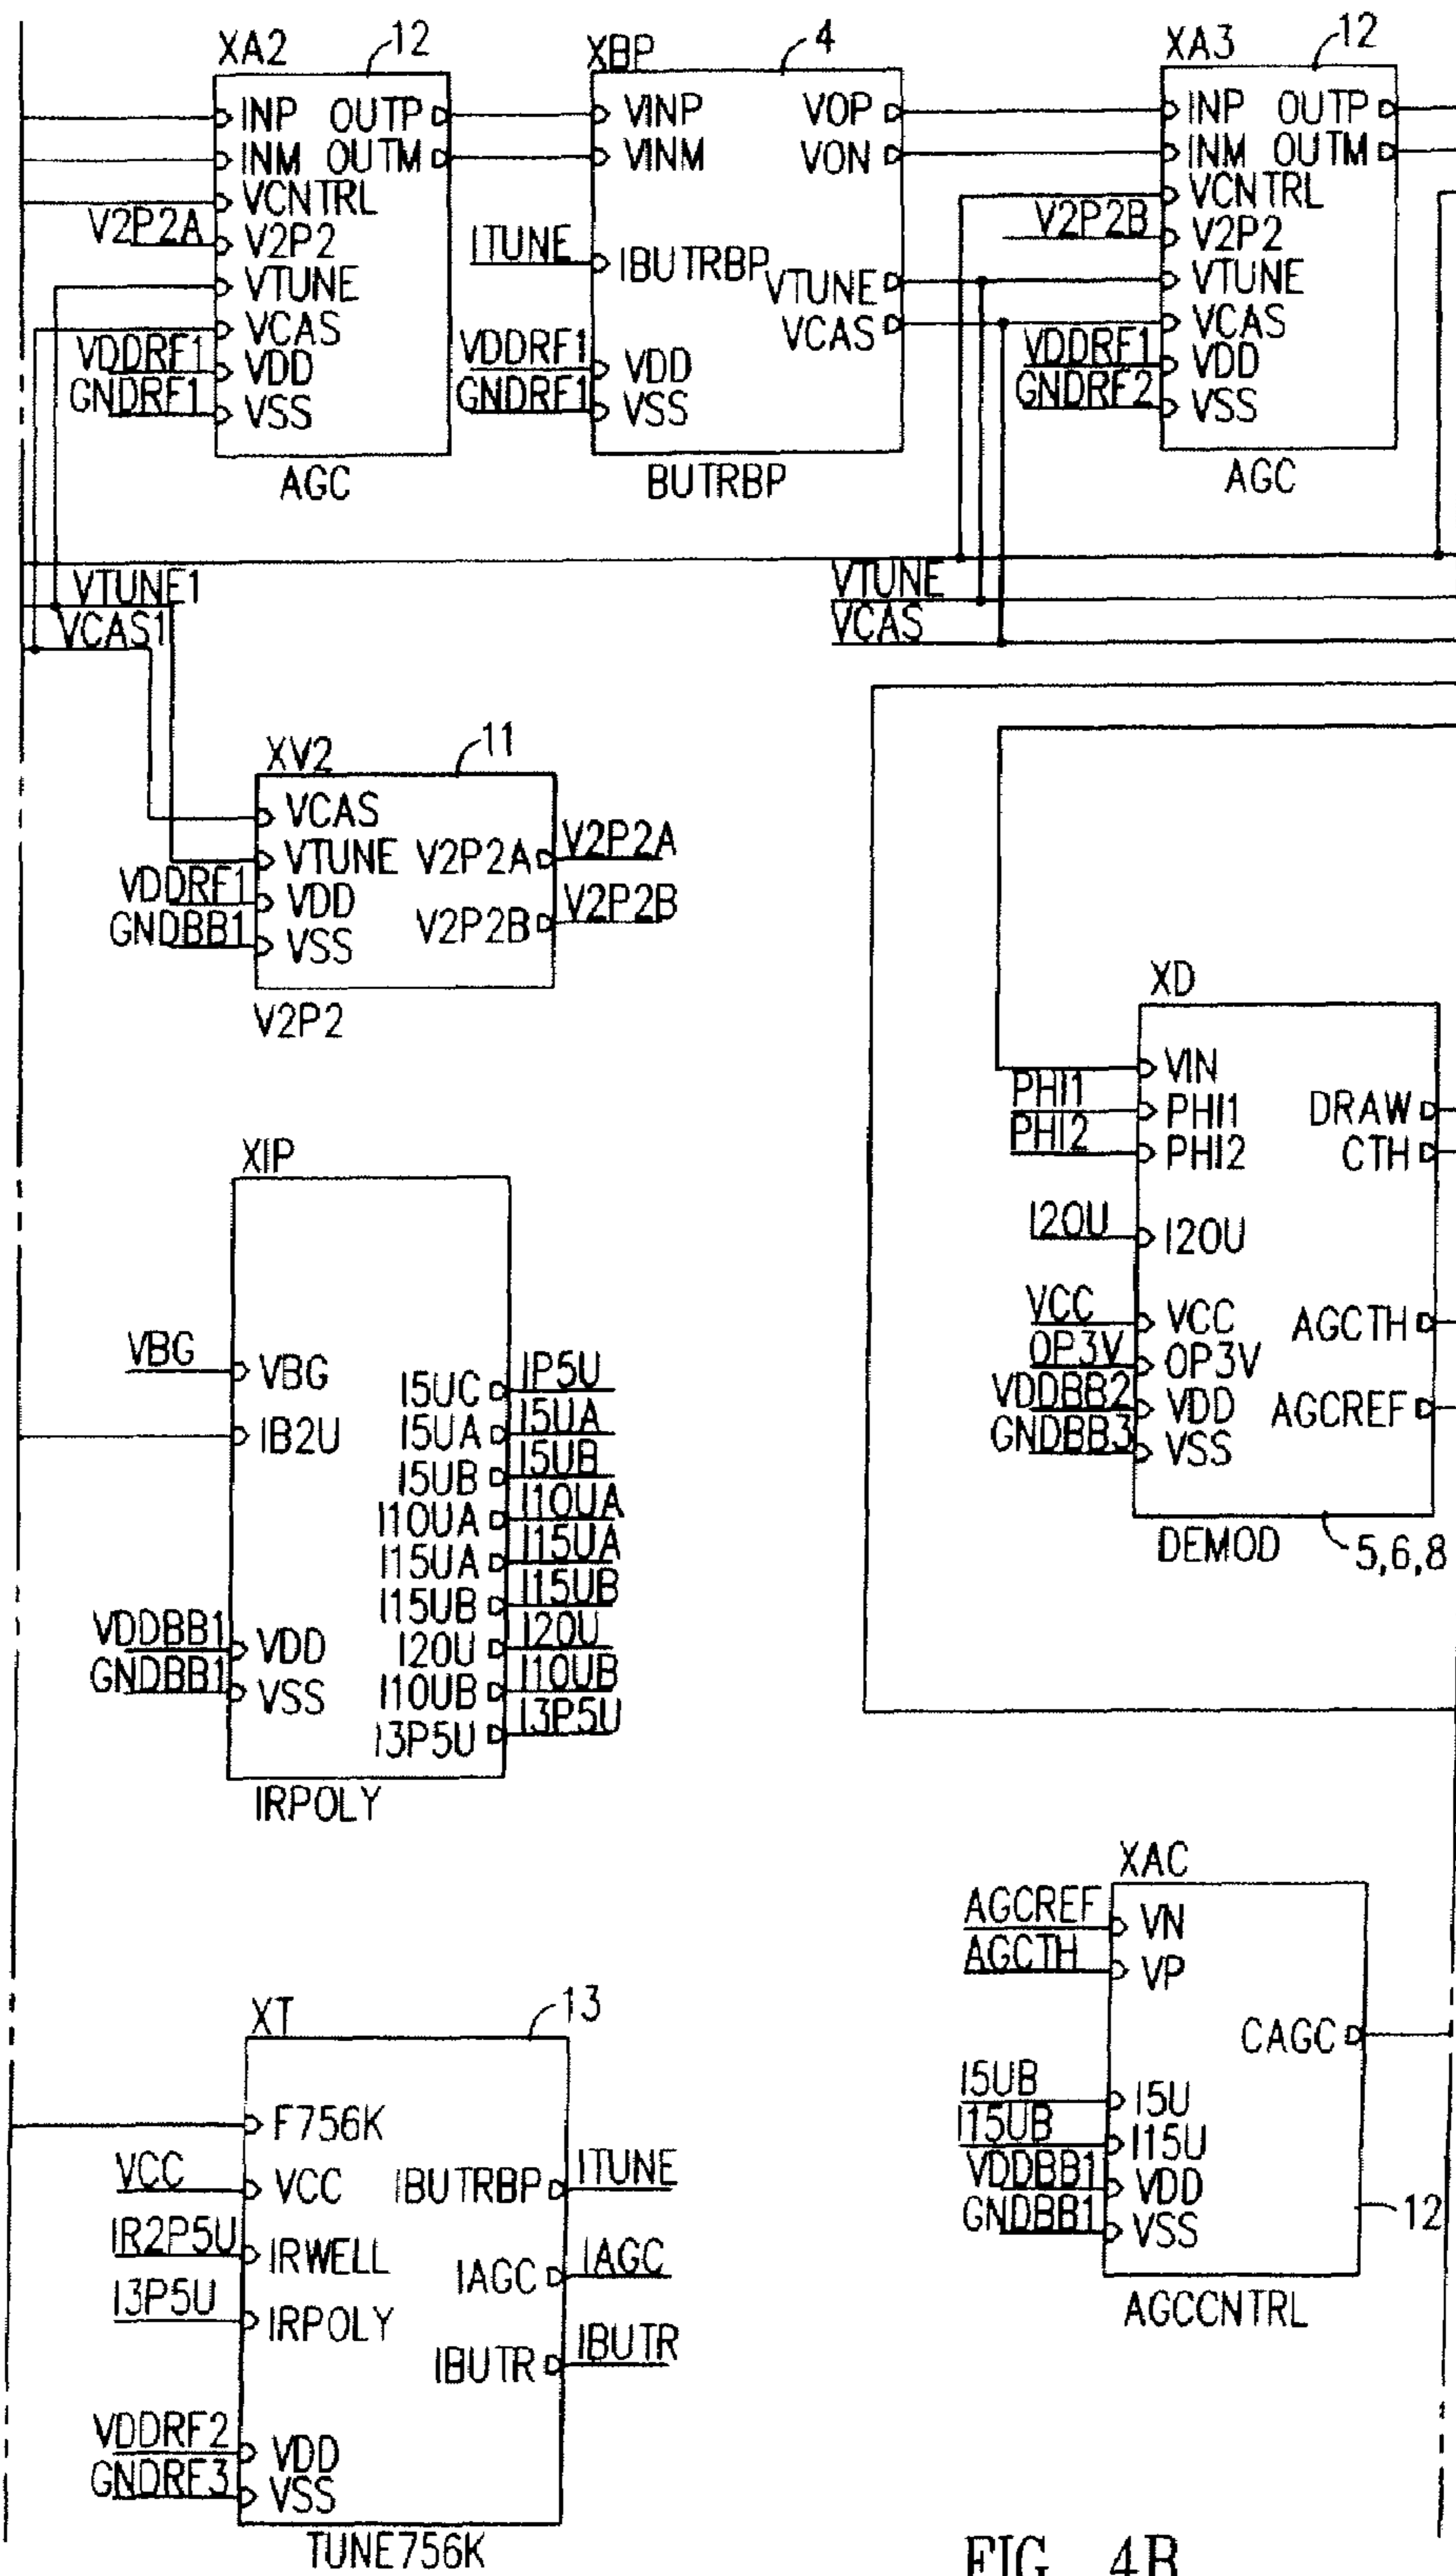 XA2
12
INP OUTP
INM OUTM
VCNTRL
V2P2A
V2P2
VTUNE
VCAS
VDDRF1
VDD
GNDRF1
VSS
AGC
XBP
4
VINP VOP
VINM VON
ITUNE
IBUTRBP
VTUNE
VCAS
VDDRF1
VDD
GNDRF1
VSS
BUTRBP
XA3
12
INP OUTP
INM OUTM
VCNTRL
V2P2B
V2P2
VTUNE
VCAS
VDDRF1
VDD
GNDRF2
VSS
AGC
VTUNE1
VCAS1
VTUNE
VCAS
XV2
11
VCAS
VTUNE V2P2A V2P2A
VDDRF1
VDD
V2P2B V2P2B
GNDBB1
VSS
V2P2
XD
VIN
PHI1
PHI1 DRAW
PHI2
PHI2 CTH
I20U
I20U
VCC
VCC AGCTH
OP3V
OP3V
VDDBB2
VDD AGCREF
GNDBB3
VSS
DEMOD
5,6,8
XIP
VBG
VBG
IB2U
I5UC IP5U
I5UA I5UA
I5UB I5UB
I10UA I10UA
I15UA I15UA
I15UB I15UB
VDDBB1
VDD
I20U I20U
GNDBB1
VSS
I10UB I10UB
I3P5U I3P5U
IRPOLY
XAC
AGCREF
VN
AGCTH
VP
CAGC
I5UB
I5U
I15UB
I15U
VDDBB1
VDD
GNDBB1
VSS
12
AGCCNTRL
XT
13
F756K
VCC
VCC
IBUTRBP ITUNE
IR2P5U
IRWELL
IAGC IAGC
I3P5U
IRPOLY
IBUTR IBUTR
VDDRF2
VDD
GNDRF3
VSS
TUNE756K
FIG. 4B